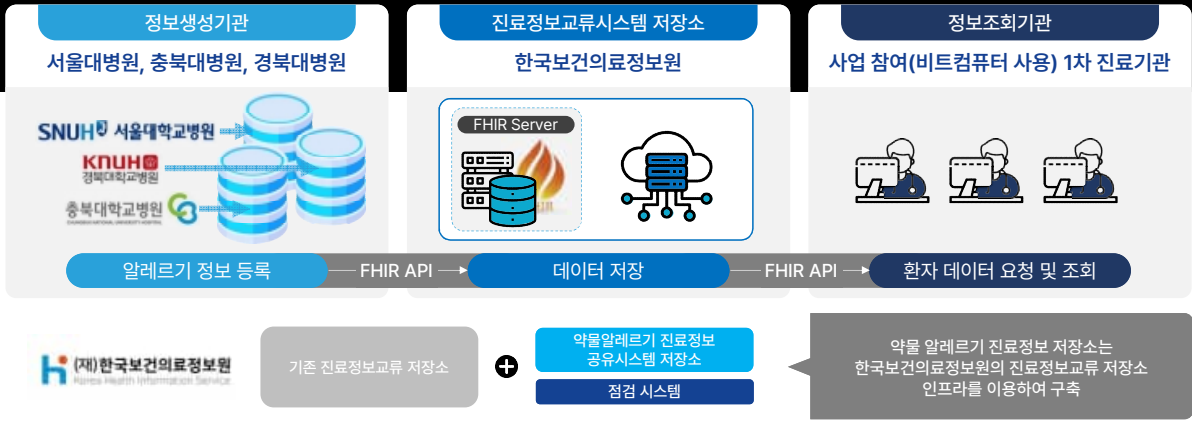 정보생성기관
서울대병원, 충북대병원, 경북대병원
SNUH 서울대학교병원
KNUH
경북대학교병원
충북대학교병원
CHUNGBUK NATIONAL UNIVERSITY HOSPITAL
알레르기 정보 등록
FHIR API
진료정보교류시스템 저장소
한국보건의료정보원
FHIR Server
데이터 저장
FHIR API
정보조회기관
사업 참여(비트컴퓨터 사용) 1차 진료기관
환자 데이터 요청 및 조회
(재)한국보건의료정보원
Korea Health Information Service
기존 진료정보교류 저장소
약물알레르기 진료정보
공유시스템 저장소
점검 시스템
약물 알레르기 진료정보 저장소는
한국보건의료정보원의 진료정보교류 저장소
인프라를 이용하여 구축